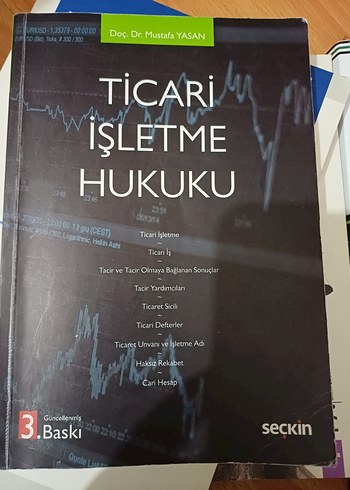 Doç. Dr. Mustafa YASAN
TİCARİ
İŞLETME
HUKUKU
Ticari İşletme
~
Ticari İş
~
Tacir ve Tacir Olmaya Bağlanan Sonuçlar
~
Tacir Yardımcıları
~
Ticaret Sicili
~
Ticari Defterler
~
Ticaret Unvanı ve İşletme Adı
~
Haksız Rekabet
~
Cari Hesap
Güncellenmiş
3.Baskı
seçkin